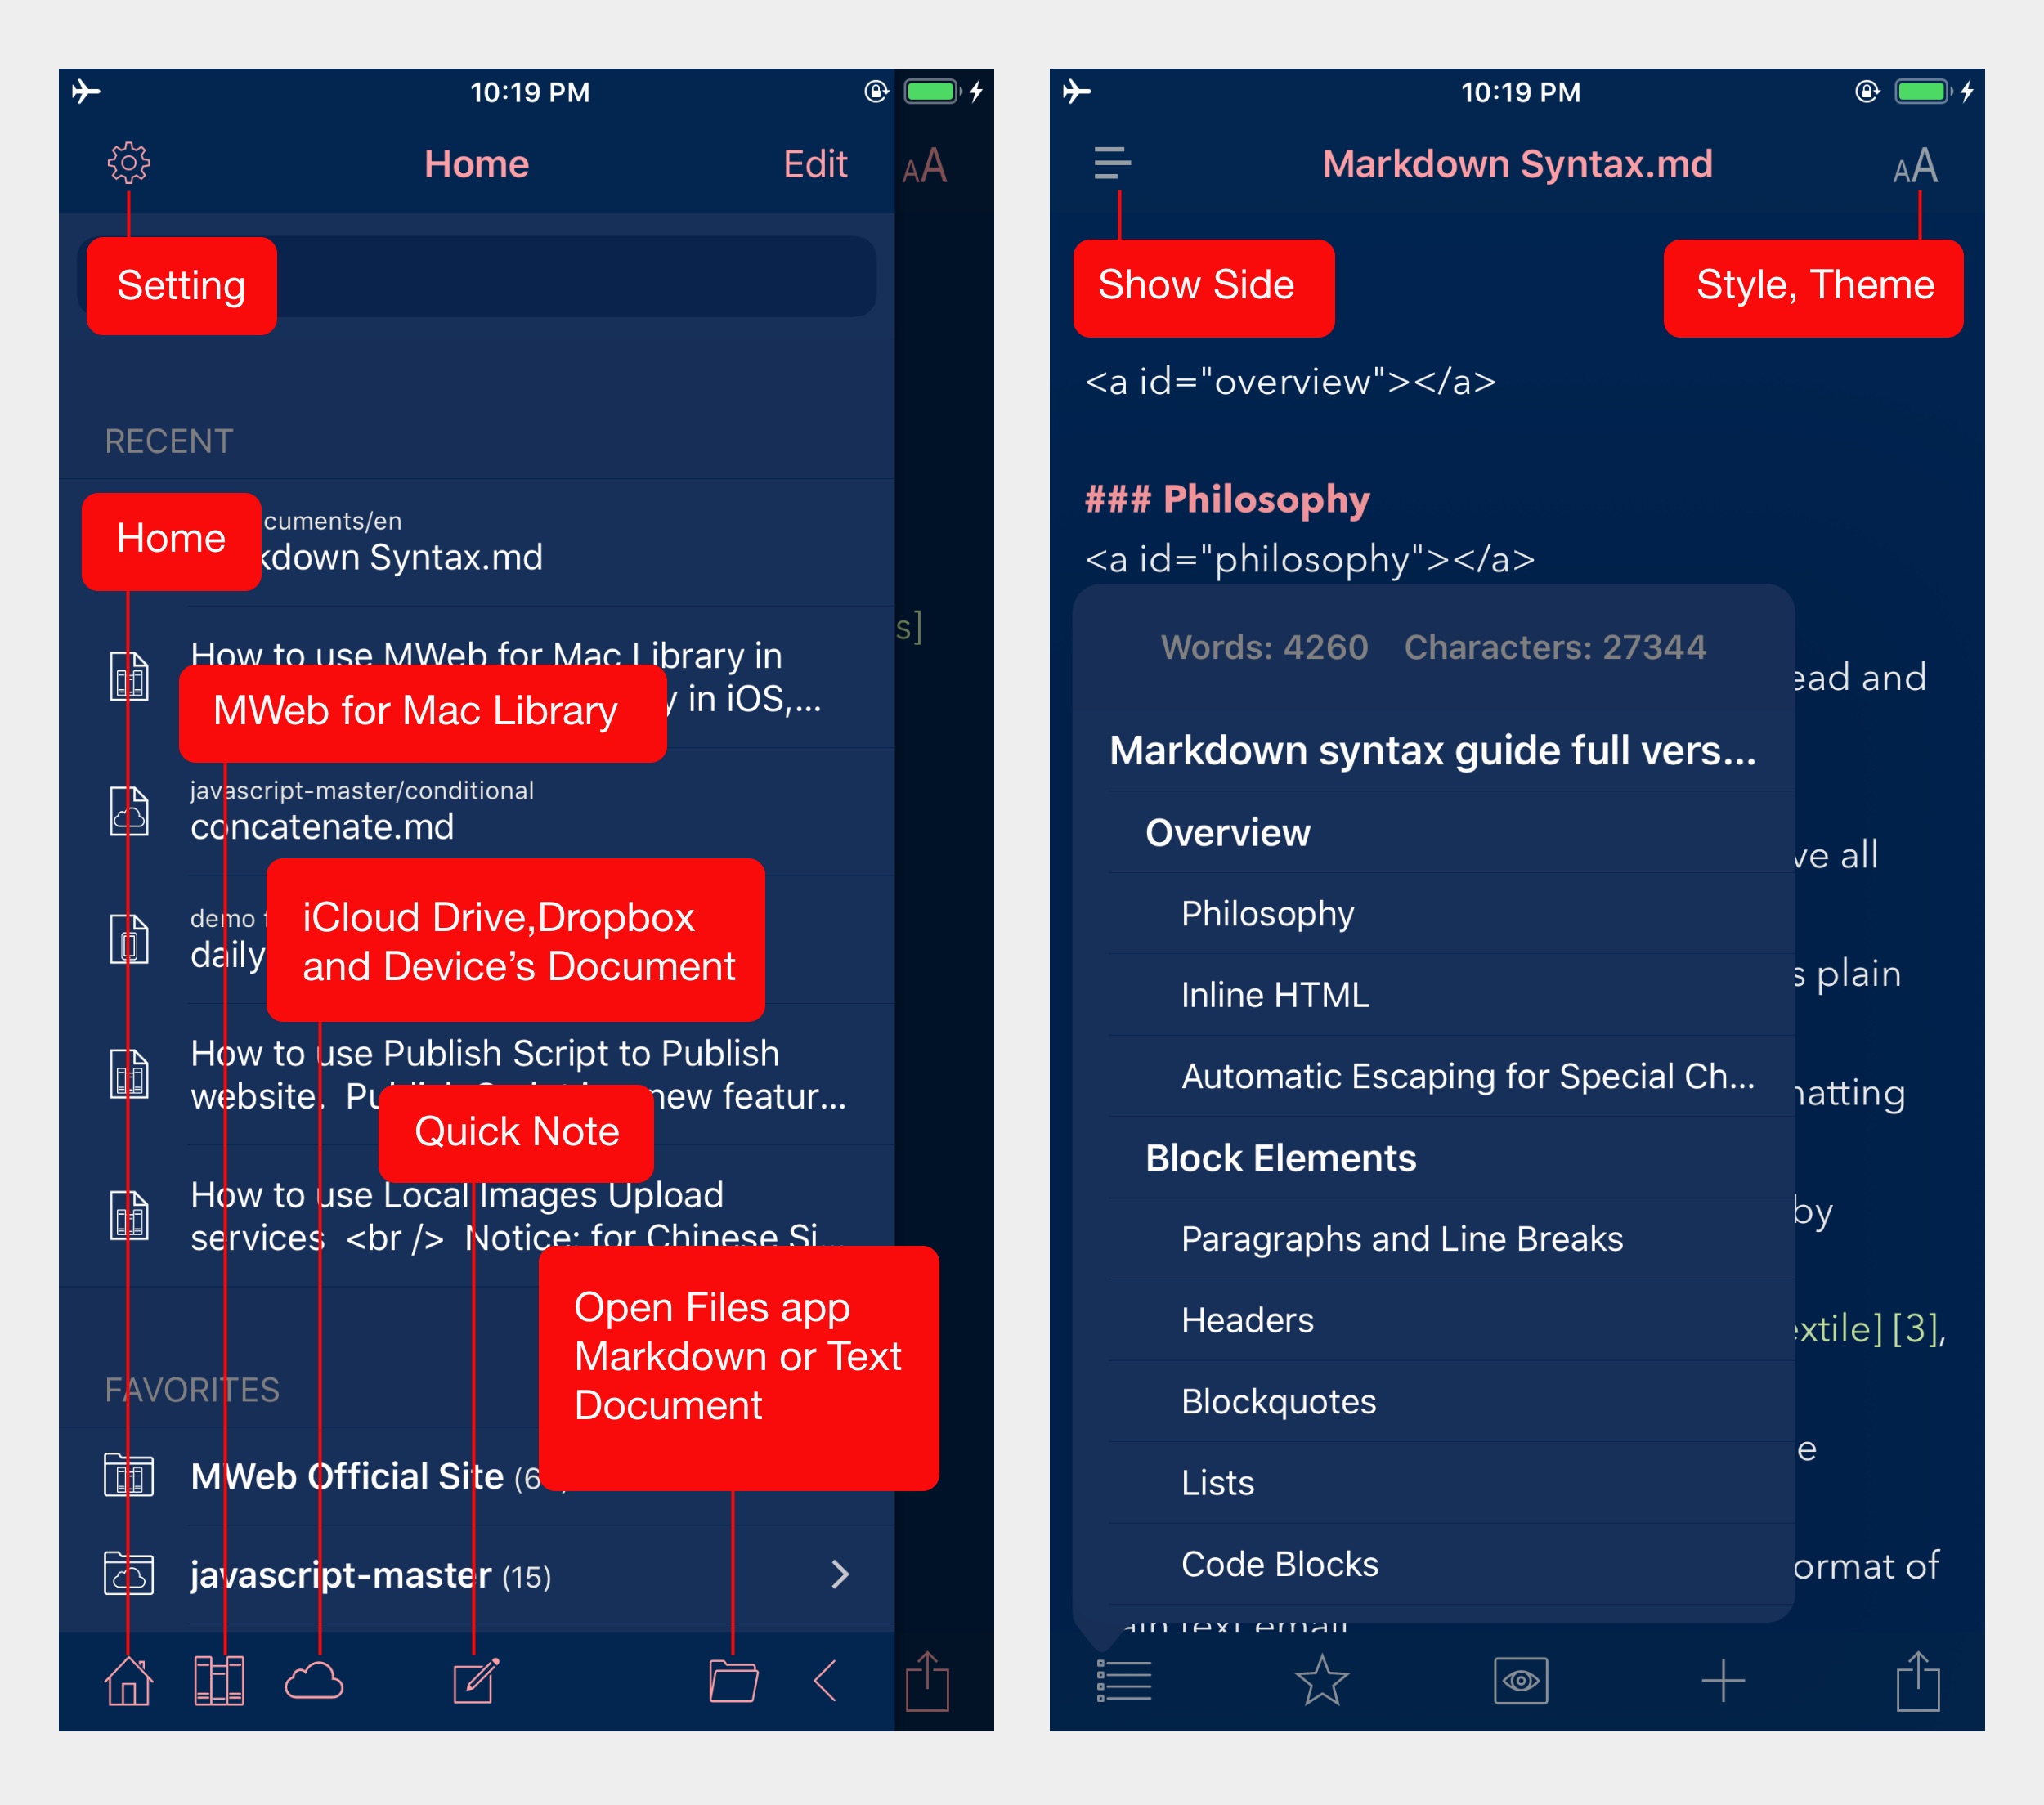 10:19 PM
Home
Edit
AA
Setting
RECENT
Home
cuments/en
kdown Syntax.md
s]
How to use MWeb for Mac Library in
in iOS,...
MWeb for Mac Library
javascript-master/conditional
concatenate.md
demo
daily
iCloud Drive,Dropbox
and Device’s Document
How to use Publish Script to Publish
website. Publish Script is a new featur...
Quick Note
How to use Local Images Upload
services <br /> Notice: for Chinese Si...
Open Files app
Markdown or Text
Document
FAVORITES
MWeb Official Site (6
javascript-master (15)
10:19 PM
Markdown Syntax.md
AA
Show Side
Style, Theme
<a id="overview"></a>
### Philosophy
<a id="philosophy"></a>
Words: 4260 Characters: 27344
ead and
Markdown syntax guide full vers...
Overview
ve all
Philosophy
s plain
Inline HTML
Automatic Escaping for Special Ch...
natting
Block Elements
by
Paragraphs and Line Breaks
Headers
extile] [3],
Blockquotes
e
Lists
Code Blocks
ormat of
ain text email